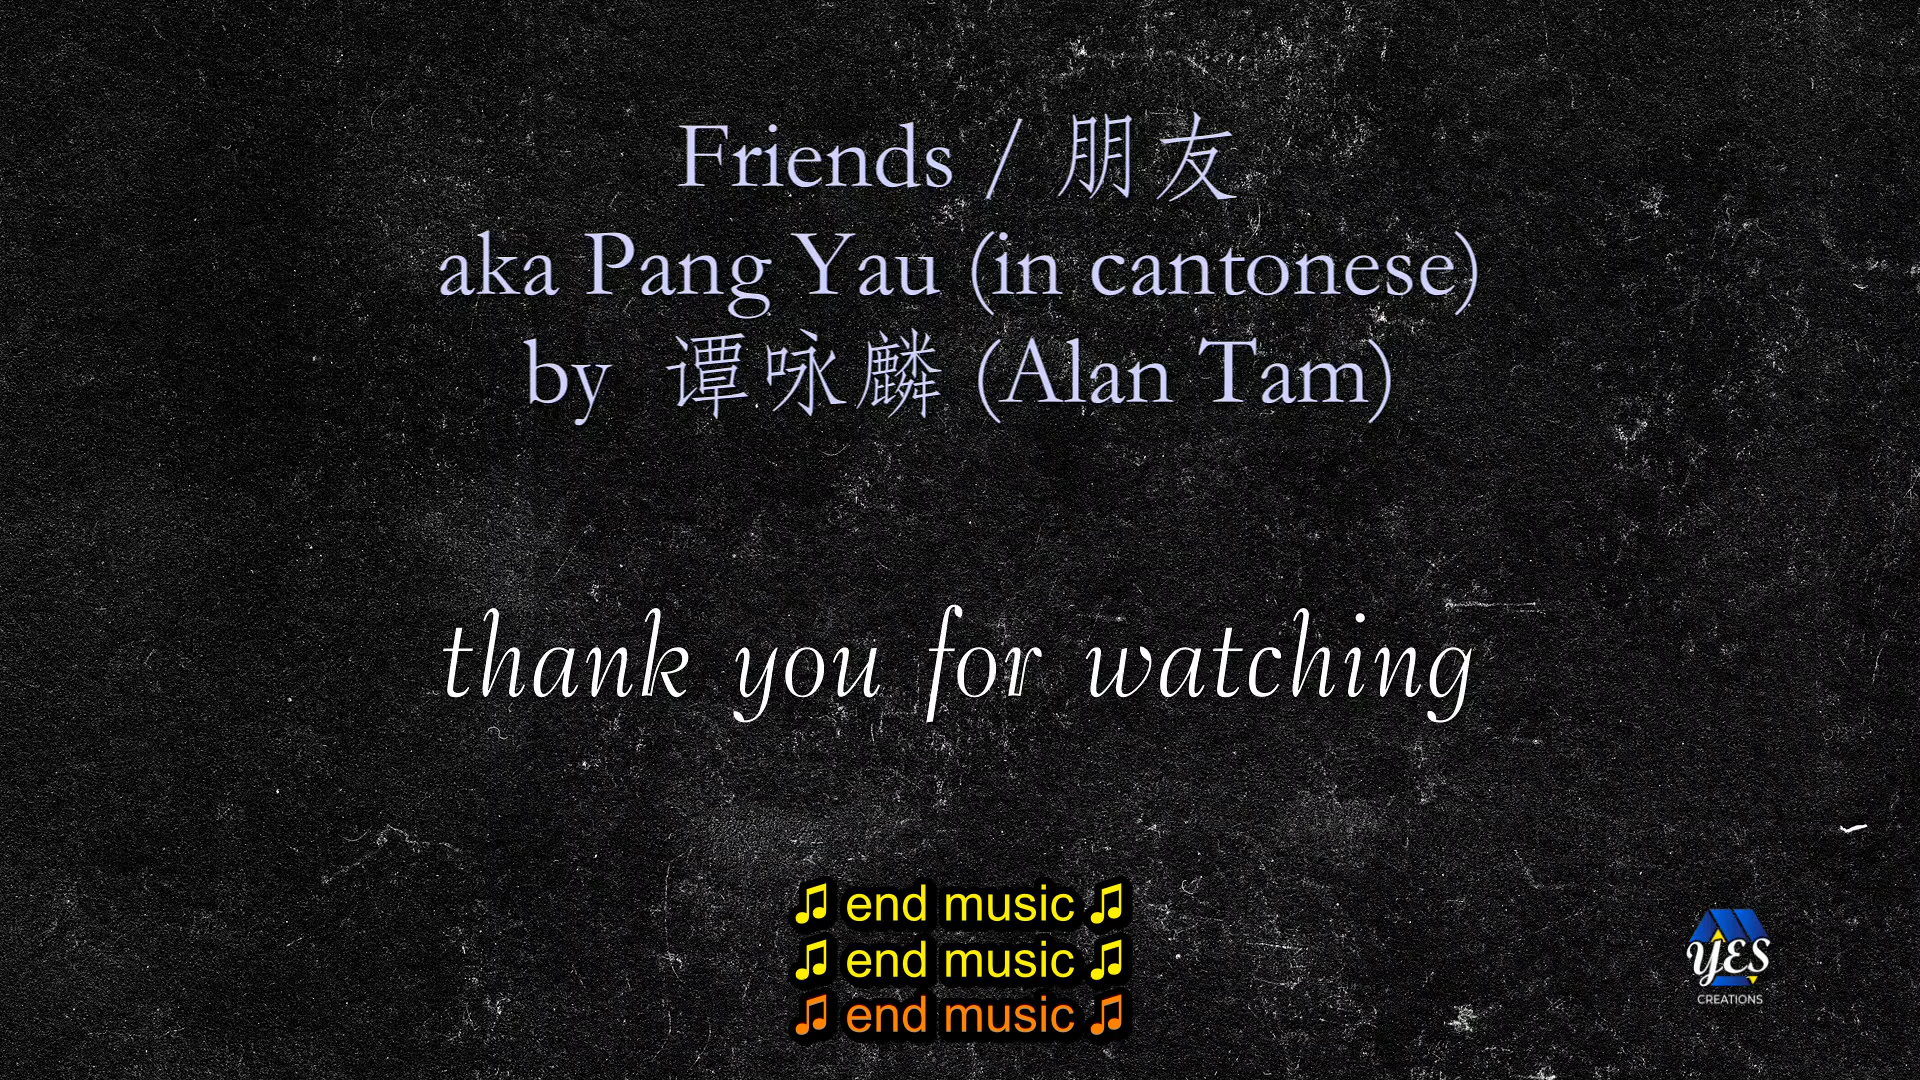 Friends / 朋友
aka Pang Yau (in cantonese)
by 谭咏麟 (Alan Tam)
thank you for watching
♫ end music ♫
♫ end music ♫
♫ end music ♫
YES
CREATIONS